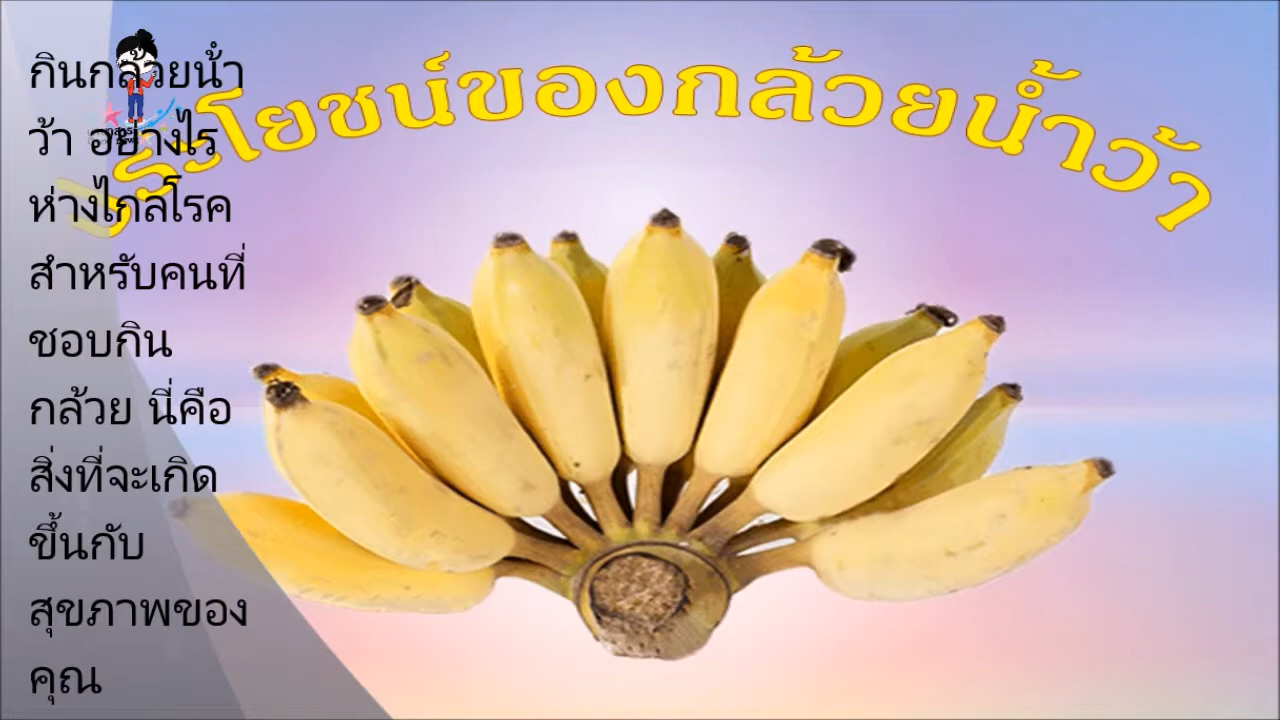 ประโยชน์ของกล้วยน้ำว้า
กินกล้วยน้ำ
ว้า อย่างไร
ห่างไกลโรค
สำหรับคนที่
ชอบกิน
กล้วย นี่คือ
สิ่งที่จะเกิด
ขึ้นกับ
สุขภาพของ
คุณ